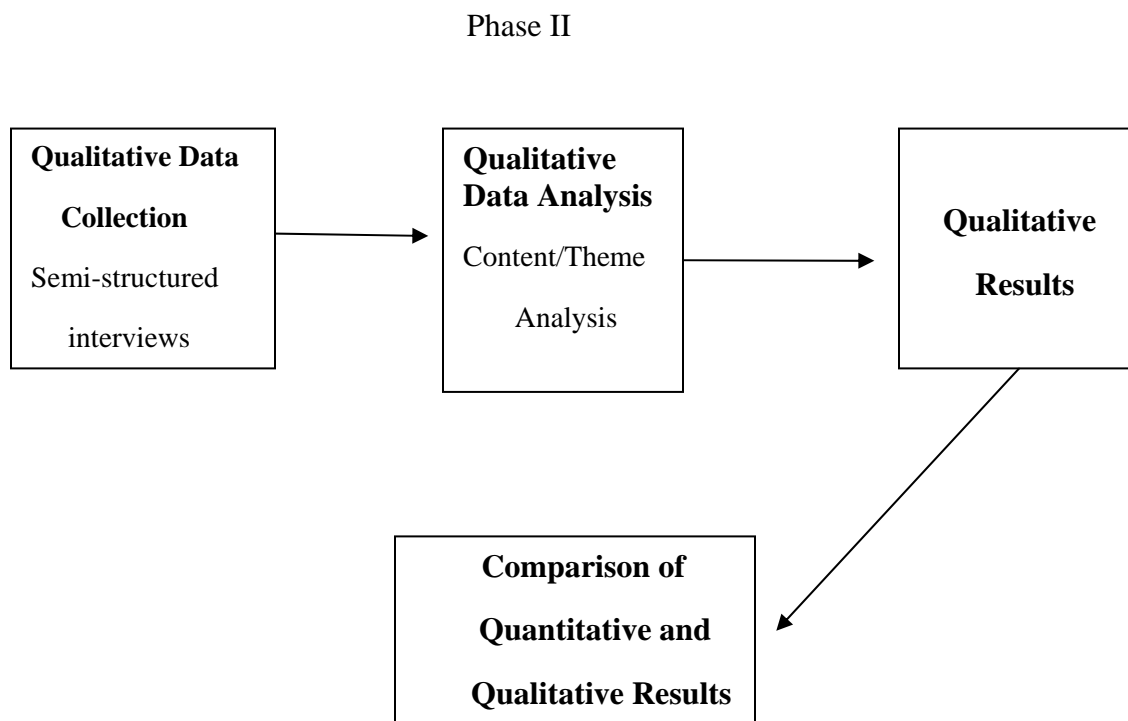 Phase II
Qualitative Data
Collection
Semi-structured
interviews
Qualitative
Data Analysis
Content/Theme
Analysis
Qualitative
Results
Comparison of
Quantitative and
Qualitative Results